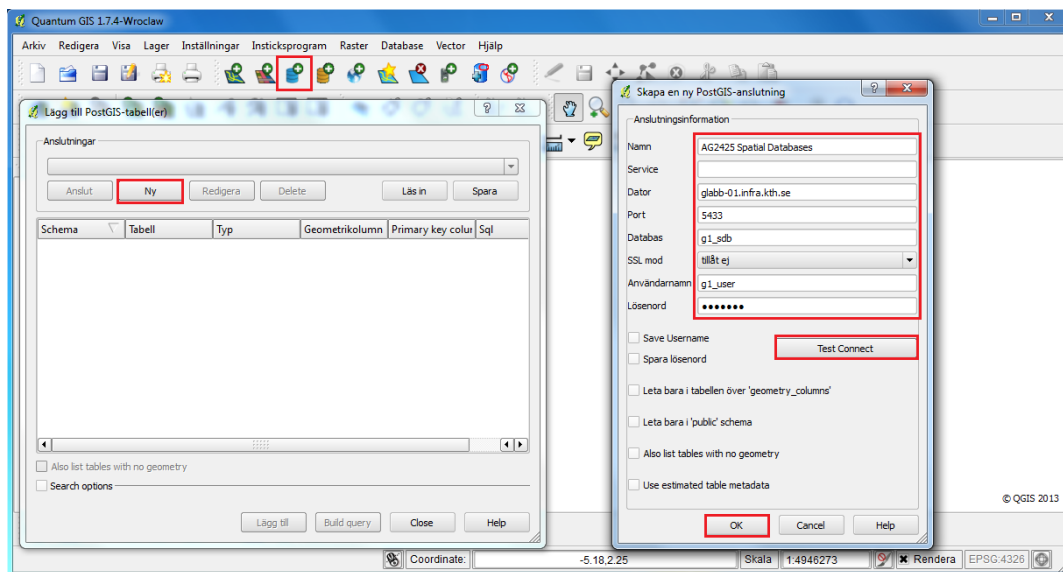 Quantum GIS 1.7.4-Wroclaw
Arkiv Redigera Visa Lager Inställningar Insticksprogram Raster Database Vector Hjälp
Lägg till PostGIS-tabell(er)
Anslutningar
Anslut Ny Redigera Delete Läs in Spara
Schema Tabell Typ Geometrikolumn Primary key colur Sql
Also list tables with no geometry
Search options
Lägg till Build query Close Help
Skapa en ny PostGIS-anslutning
Anslutningsinformation
Namn AG2425 Spatial Databases
Service
Dator glabb-01.infra.kth.se
Port 5433
Databas g1_sdb
SSL mod tillåt ej
Användarnamn g1_user
Lösenord •••••••
Save Username
Test Connect
Spara lösenord
Leta bara i tabellen över 'geometry_columns'
Leta bara i 'public' schema
Also list tables with no geometry
Use estimated table metadata
OK Cancel Help
© QGIS 2013
Coordinate: -5.18,2.25 Skala 1:4946273 Rendera EPSG:4326